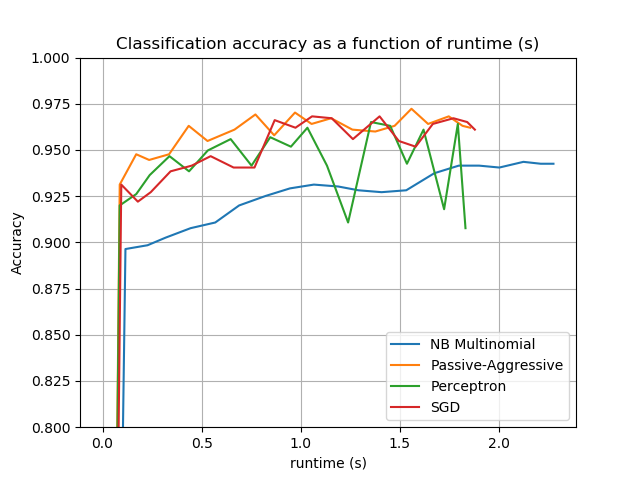 Classification accuracy as a function of runtime (s)
1.000
0.975
0.950
0.925
0.900
0.875
0.850
0.825
0.800
Accuracy
NB Multinomial
Passive-Aggressive
Perceptron
SGD
0.0 0.5 1.0 1.5 2.0
runtime (s)